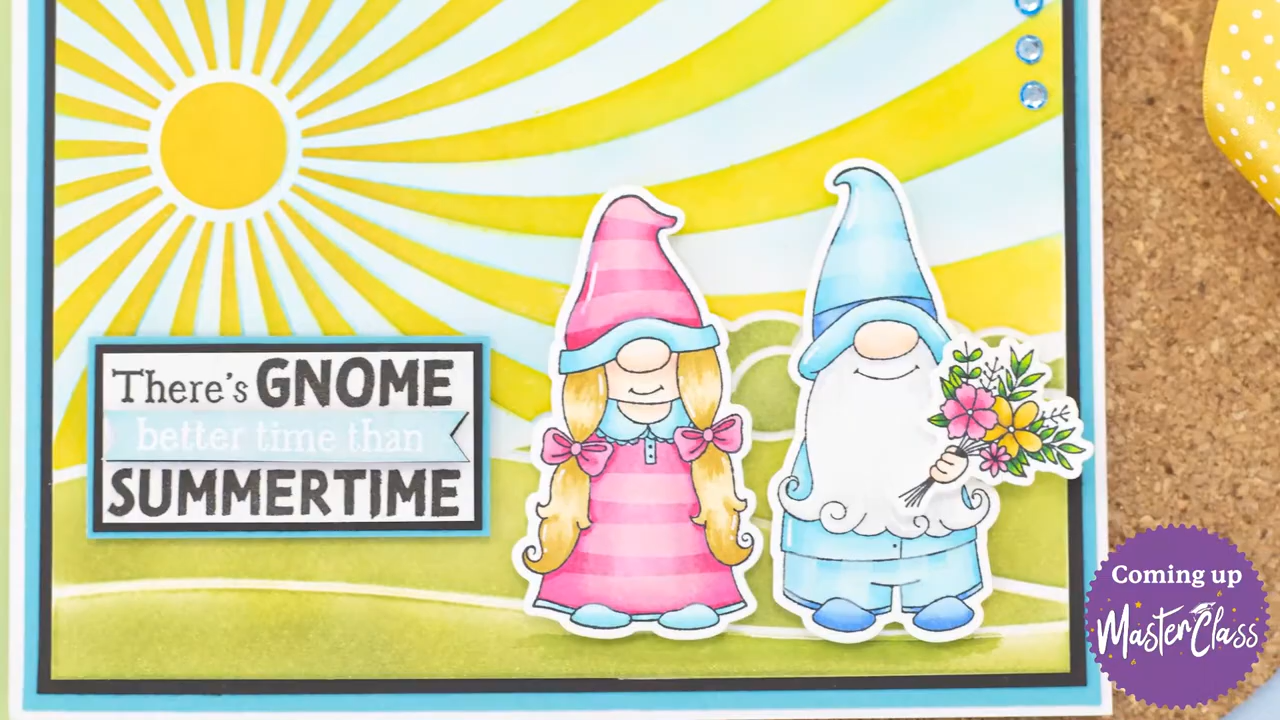 There's GNOME
better time than
SUMMERTIME
Coming up
MasterClass